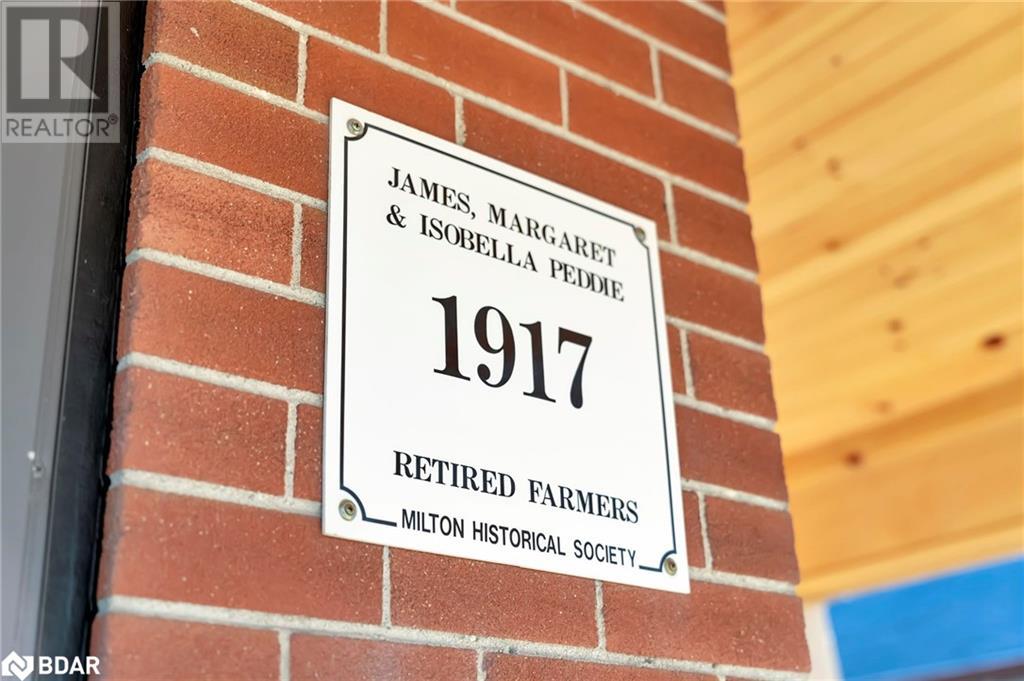 REALTOR®
JAMES, MARGARET
& ISOBELLA PEDDIE
1917
RETIRED FARMERS
MILTON HISTORICAL SOCIETY
BDAR